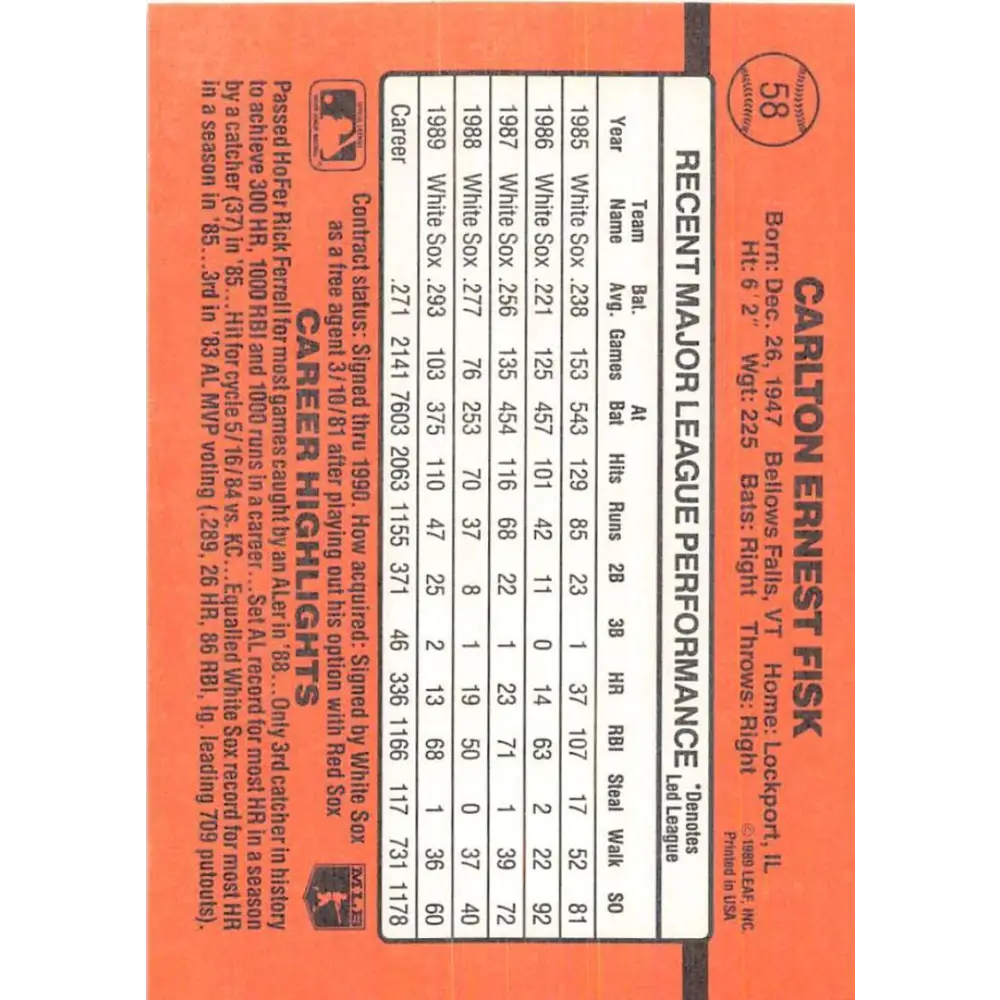 58
CARLTON ERNEST FISK
Born: Dec. 26, 1947 Bellows Falls, VT Home: Lockport, IL
Ht: 6'2" Wgt: 225 Bats: Right Throws: Right
© 1989 LEAF, INC.
Printed in USA
RECENT MAJOR LEAGUE PERFORMANCE *Denotes Led League
Year Team Name Bat. Avg. Games At Bat Hits Runs 2B 3B HR RBI Steal Walk SO
1985 White Sox .238 153 543 129 85 23 1 37 107 17 52 81
1986 White Sox .221 125 457 101 42 11 0 14 63 2 22 92
1987 White Sox .256 135 454 116 68 22 1 23 71 1 39 72
1988 White Sox .277 76 253 70 37 8 1 19 50 0 37 40
1989 White Sox .293 103 375 110 47 25 2 13 68 1 36 60
Career .271 2141 7603 2063 1155 371 46 336 1166 117 731 1178
Contract status: Signed thru 1990. How acquired: Signed by White Sox
as a free agent 3/10/81 after playing out his option with Red Sox
MLB
CAREER HIGHLIGHTS
Passed HoFer Rick Ferrell for most games caught by an ALer in '88...Only 3rd catcher in history
to achieve 300 HR, 1000 RBI and 1000 runs in a career...Set AL record for most HR in a season
by a catcher (37) in '85...Hit for cycle 5/16/84 vs. KC...Equalled White Sox record for most HR
in a season in '85...3rd in '83 AL MVP voting (.289, 26 HR, 86 RBI, lg. leading 709 putouts).